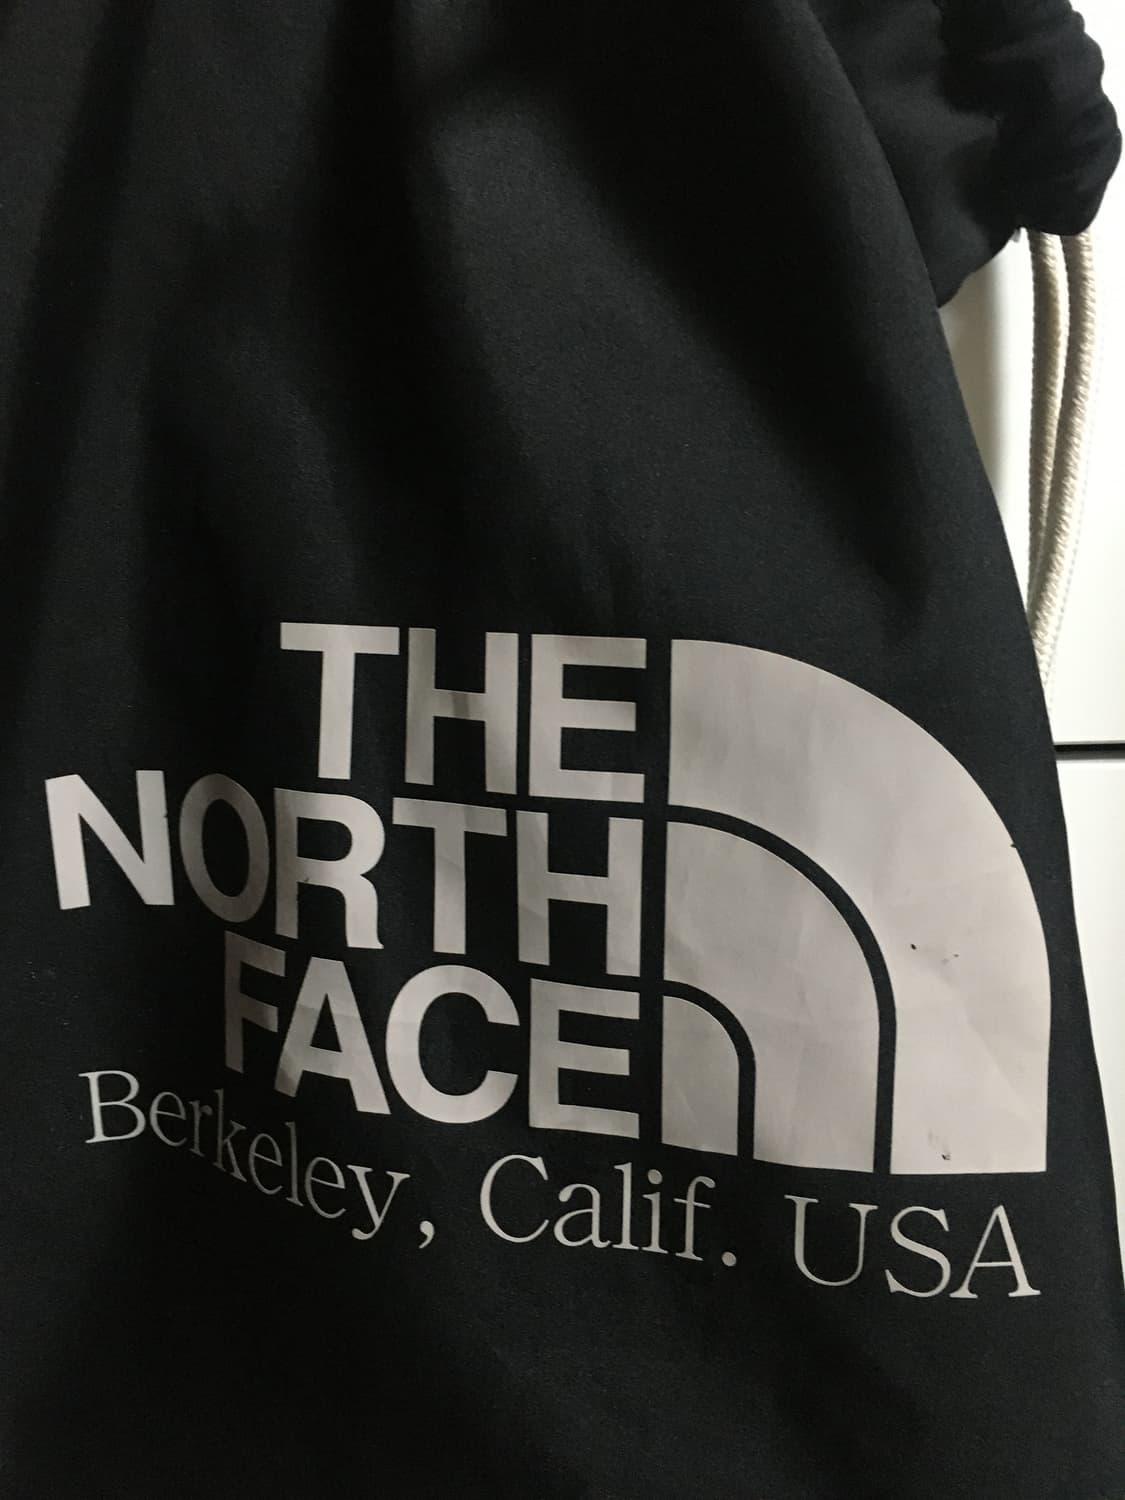 THE
NORTH
FACE
Berkeley, Calif. USA